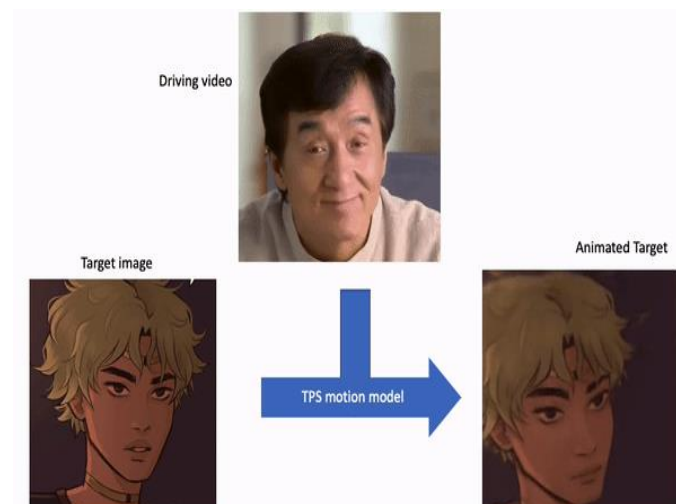 Driving video
Target image
Animated Target
TPS motion model